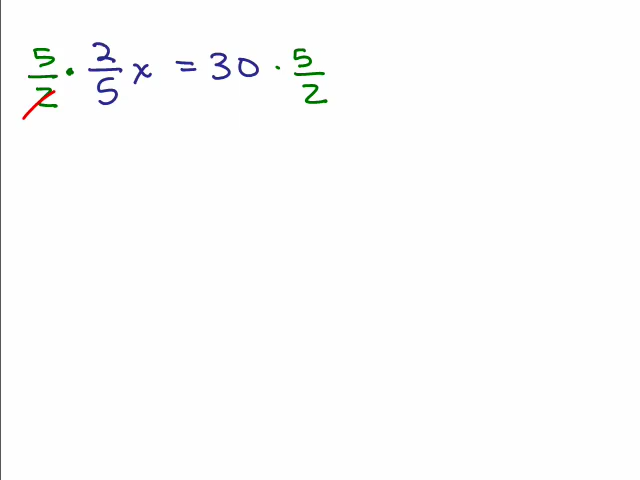 5/2 · 2/5 x = 30 · 5/2